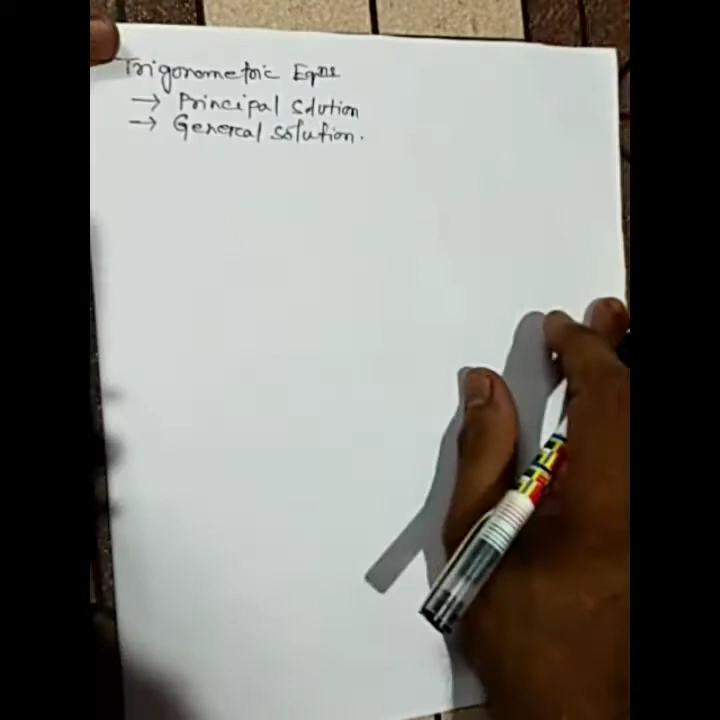 Trigonometric Eqns
→ Principal solution
→ General solution.